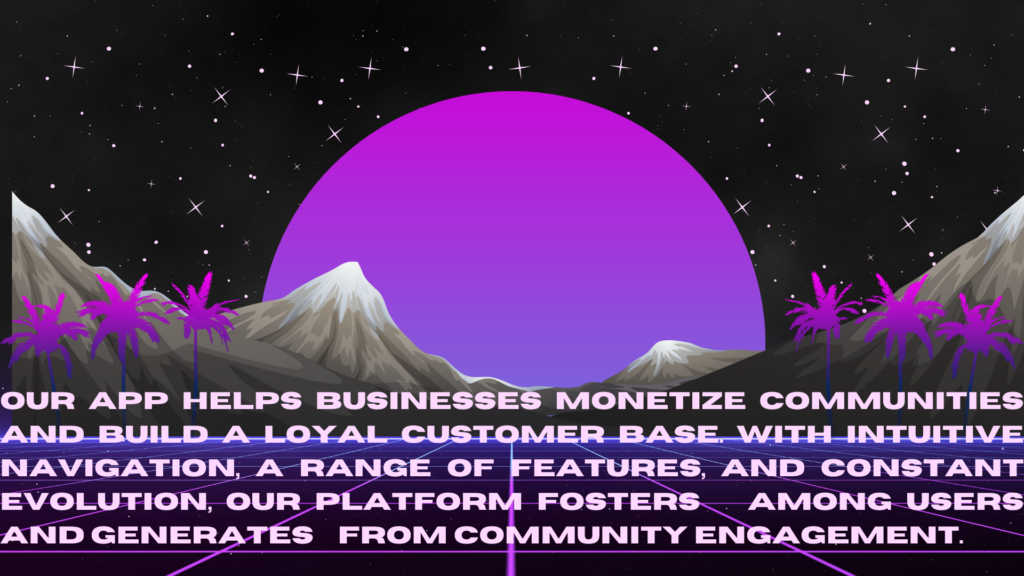 OUR APP HELPS BUSINESSES MONETIZE COMMUNITIES
AND BUILD A LOYAL CUSTOMER BASE. WITH INTUITIVE
NAVIGATION, A RANGE OF FEATURES, AND CONSTANT
EVOLUTION, OUR PLATFORM FOSTERS AMONG USERS
AND GENERATES FROM COMMUNITY ENGAGEMENT.